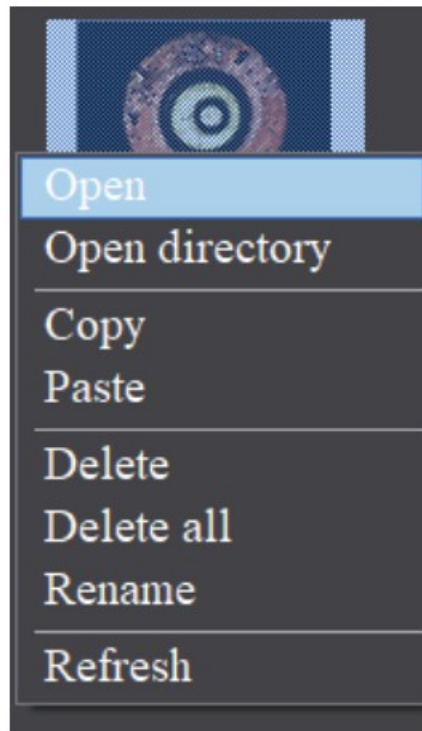 Open
Open directory
Copy
Paste
Delete
Delete all
Rename
Refresh